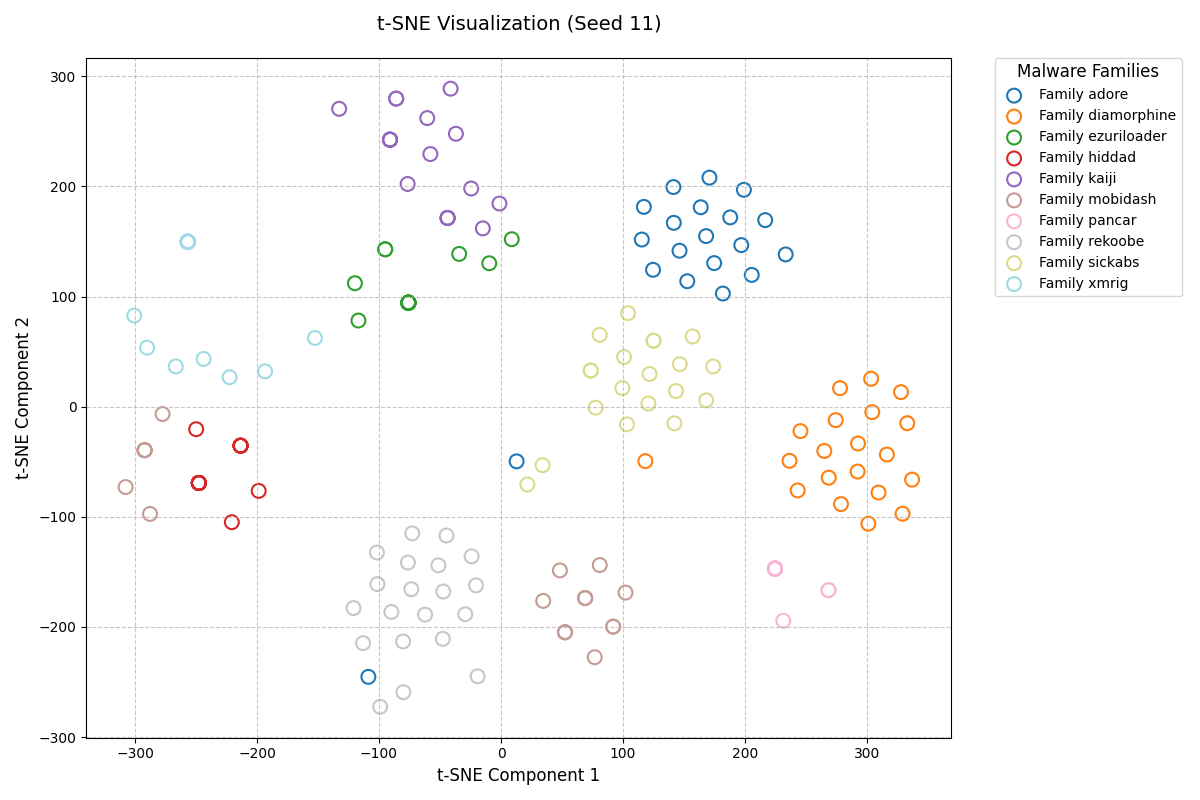 t-SNE Visualization (Seed 11)
Malware Families
Family adore
Family diamorphine
Family ezuriloader
Family hiddad
Family kaiji
Family mobidash
Family pancar
Family rekoobe
Family sickabs
Family xmrig
t-SNE Component 2
300
200
100
0
−100
−200
−300
−300
−200
−100
0
100
200
300
t-SNE Component 1